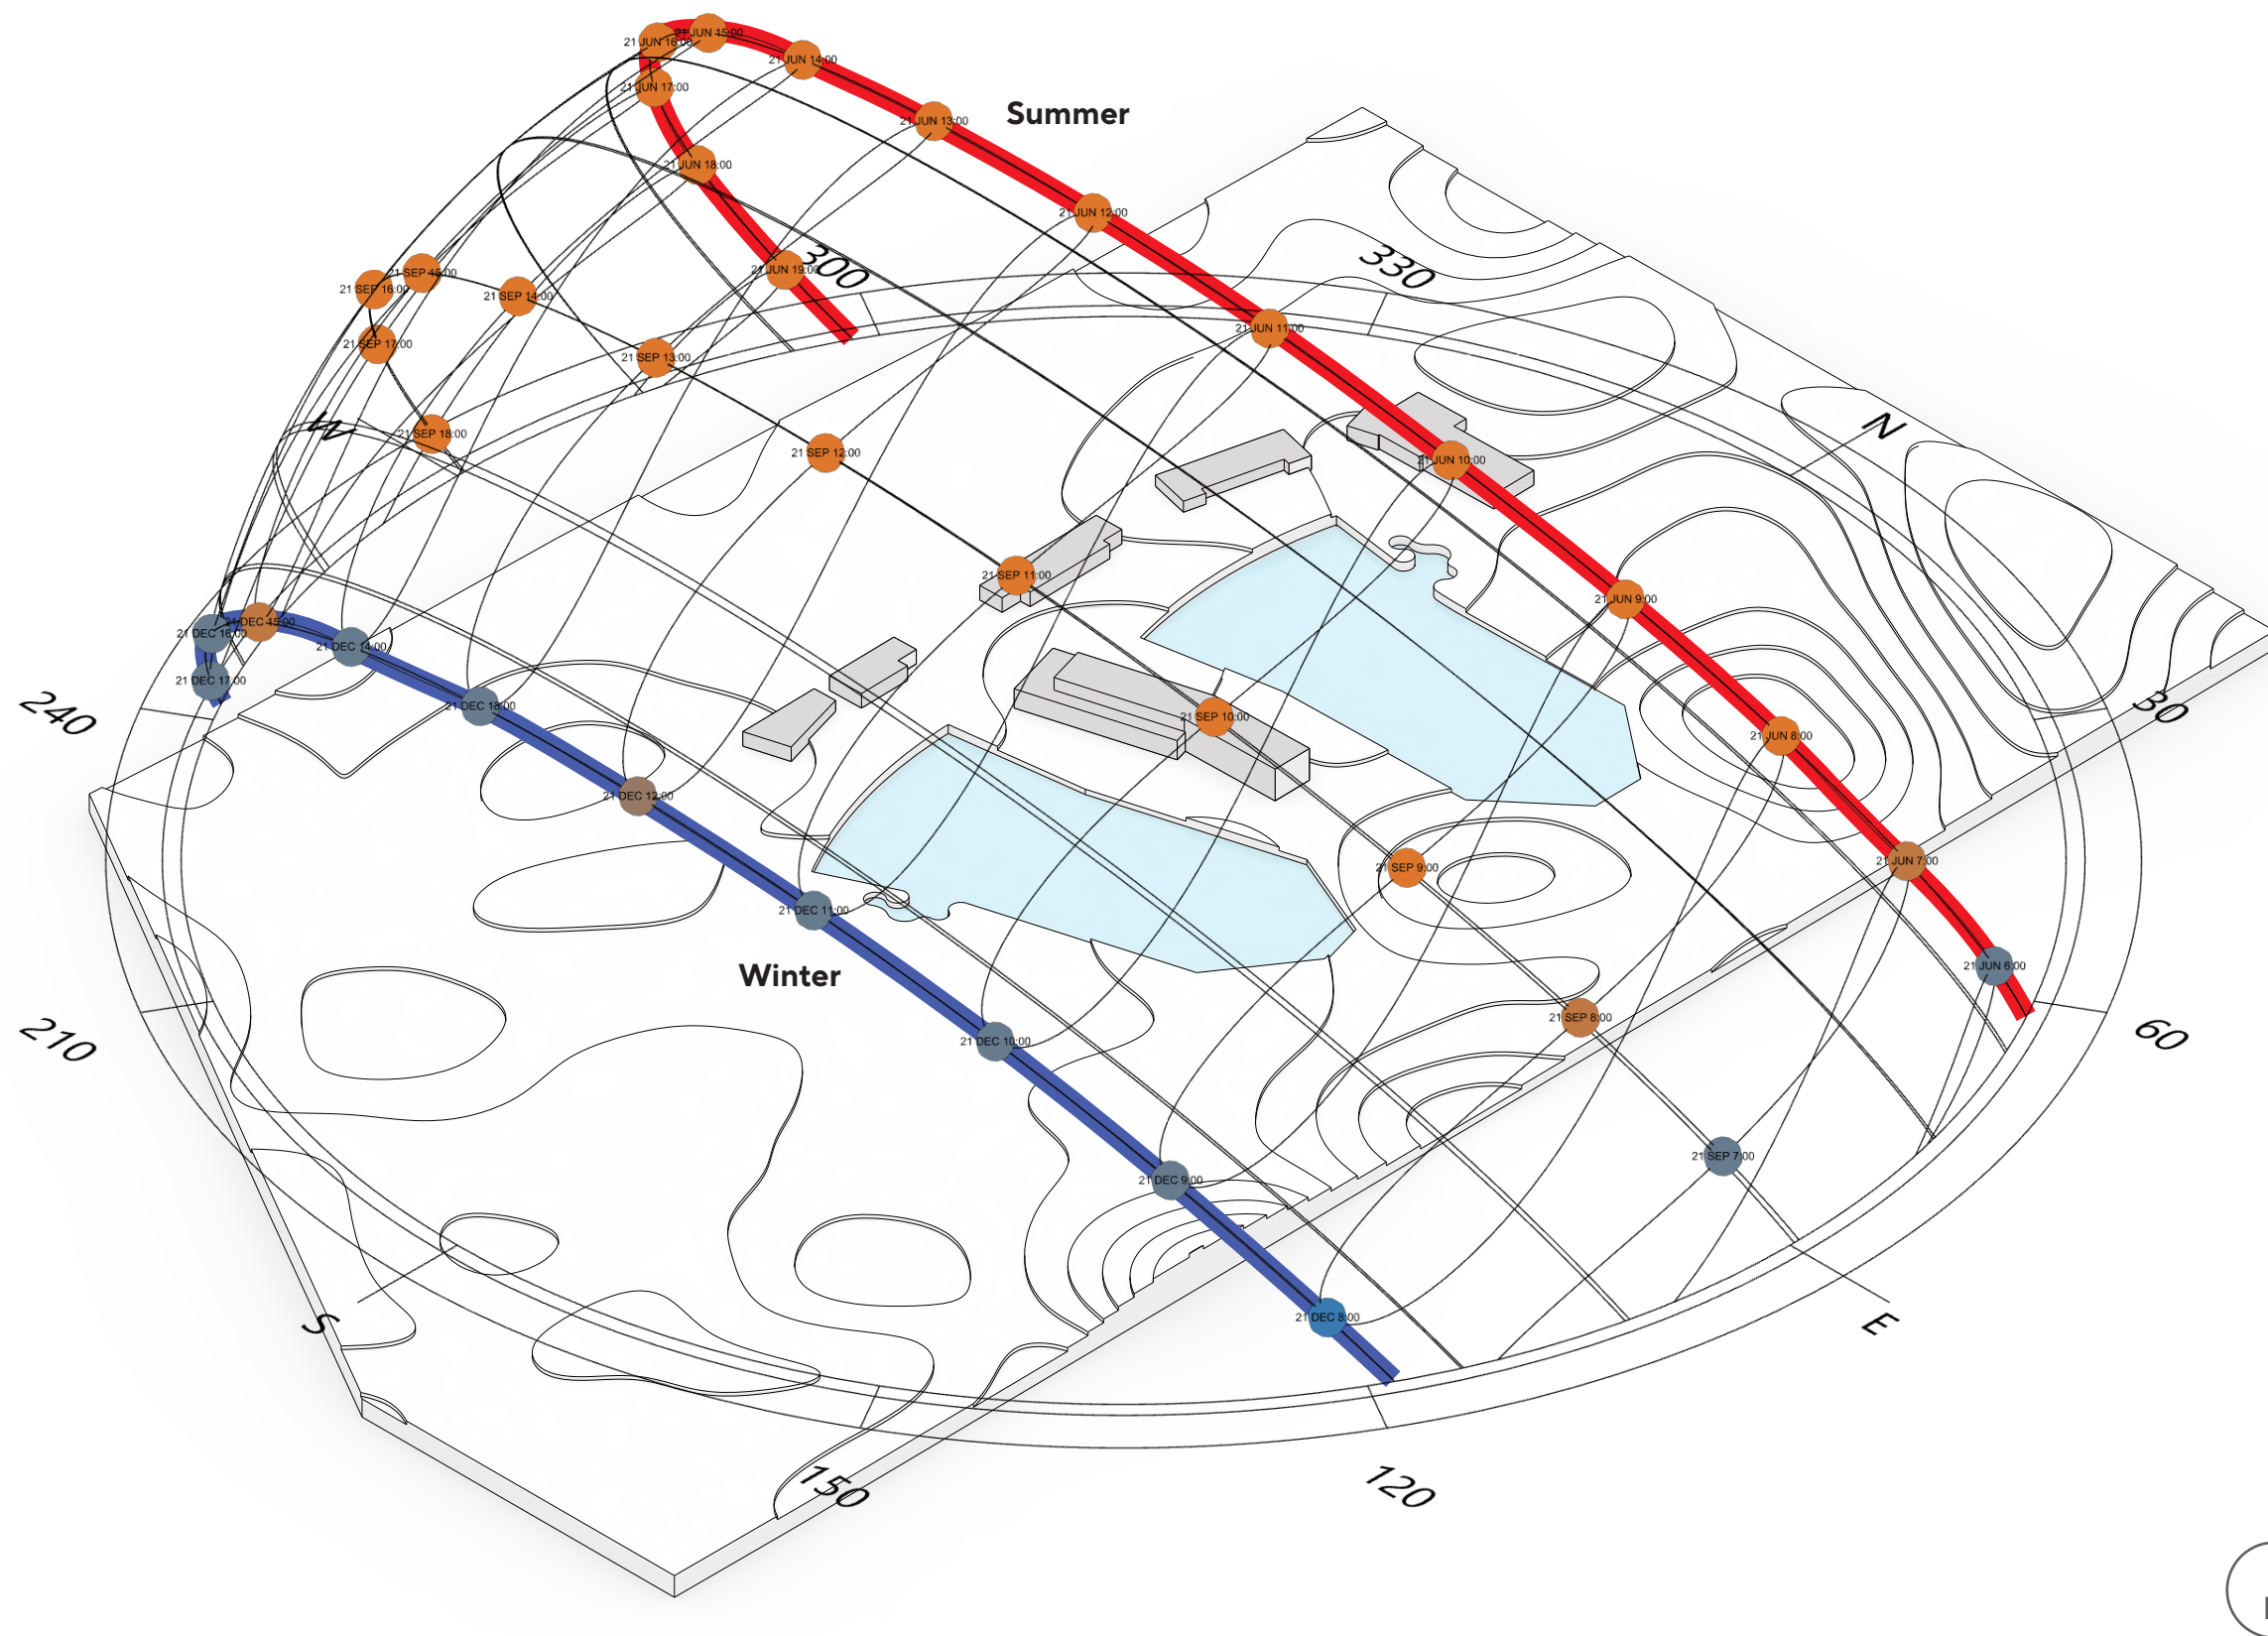 21 JUN 15:00
21 JUN 16:00
21 JUN 14:00
21 JUN 17:00
Summer
21 JUN 13:00
21 JUN 18:00
21 JUN 12:00
300
330
21 JUN 19:00
21 SEP 15:00
21 SEP 16:00
21 SEP 14:00
21 JUN 11:00
21 SEP 17:00
21 SEP 13:00
W
N
21 SEP 18:00
21 SEP 12:00
21 JUN 10:00
21 SEP 11:00
21 JUN 9:00
21 DEC 15:00
21 DEC 16:00
21 DEC 14:00
21 DEC 17:00
240
21 DEC 13:00
21 SEP 10:00
30
21 JUN 8:00
21 DEC 12:00
21 JUN 7:00
21 SEP 9:00
21 DEC 11:00
Winter
21 JUN 6:00
21 SEP 8:00
210
21 DEC 10:00
60
21 SEP 7:00
21 DEC 9:00
21 DEC 8:00
S
E
150
120